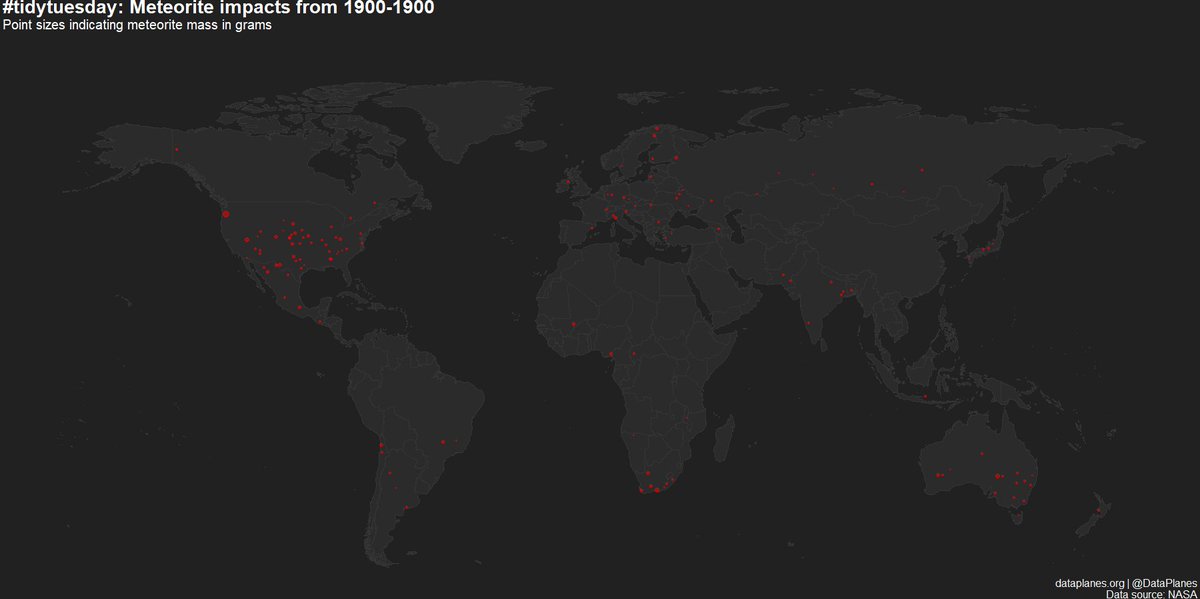 #tidytuesday: Meteorite impacts from 1900-1900
Point sizes indicating meteorite mass in grams
dataplanes.org | @DataPlanes
Data source: NASA